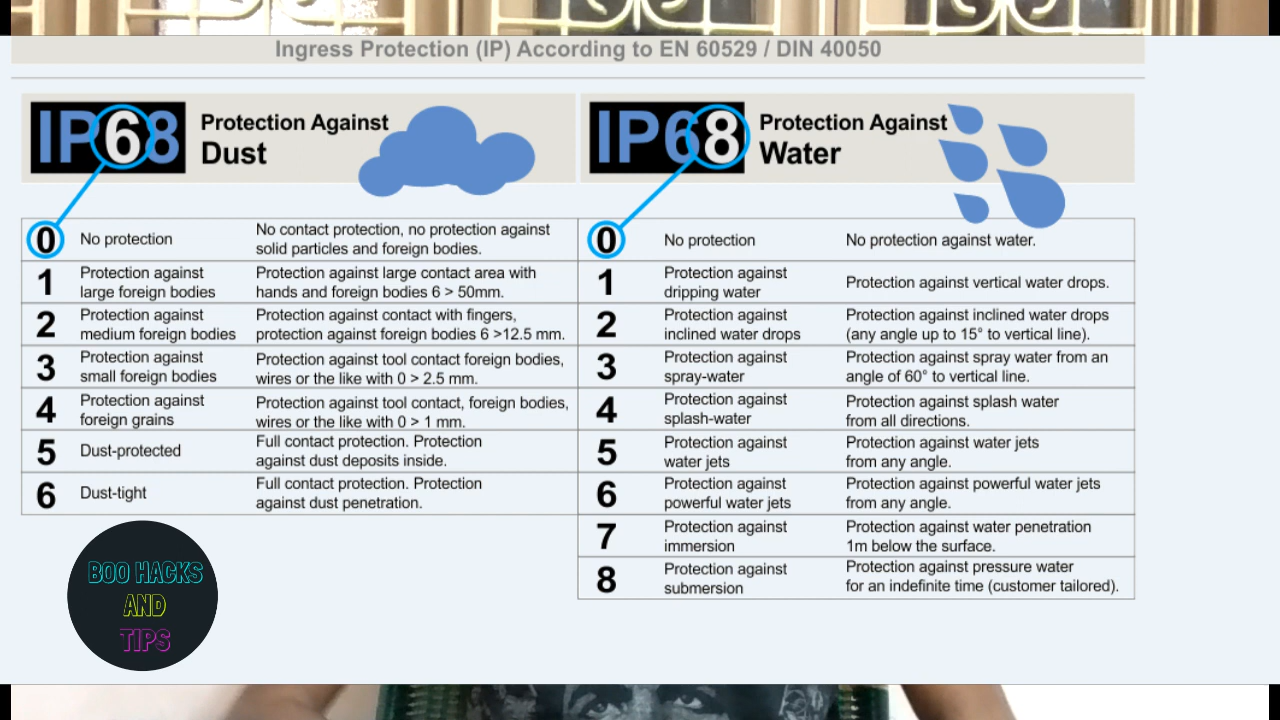 Ingress Protection (IP) According to EN 60529 / DIN 40050
IP68
Protection Against
Dust
0
No protection
No contact protection, no protection against
solid particles and foreign bodies.
1
Protection against
large foreign bodies
Protection against large contact area with
hands and foreign bodies 6 > 50mm.
2
Protection against
medium foreign bodies
Protection against contact with fingers,
protection against foreign bodies 6 >12.5 mm.
3
Protection against
small foreign bodies
Protection against tool contact foreign bodies,
wires or the like with 0 > 2.5 mm.
4
Protection against
foreign grains
Protection against tool contact, foreign bodies,
wires or the like with 0 > 1 mm.
5
Dust-protected
Full contact protection. Protection
against dust deposits inside.
6
Dust-tight
Full contact protection. Protection
against dust penetration.
IP68
Protection Against
Water
0
No protection
No protection against water.
1
Protection against
dripping water
Protection against vertical water drops.
2
Protection against
inclined water drops
Protection against inclined water drops
(any angle up to 15° to vertical line).
3
Protection against
spray-water
Protection against spray water from an
angle of 60° to vertical line.
4
Protection against
splash-water
Protection against splash water
from all directions.
5
Protection against
water jets
Protection against water jets
from any angle.
6
Protection against
powerful water jets
Protection against powerful water jets
from any angle.
7
Protection against
immersion
Protection against water penetration
1m below the surface.
8
Protection against
submersion
Protection against pressure water
for an indefinite time (customer tailored).
BOO HACKS
AND
TIPS